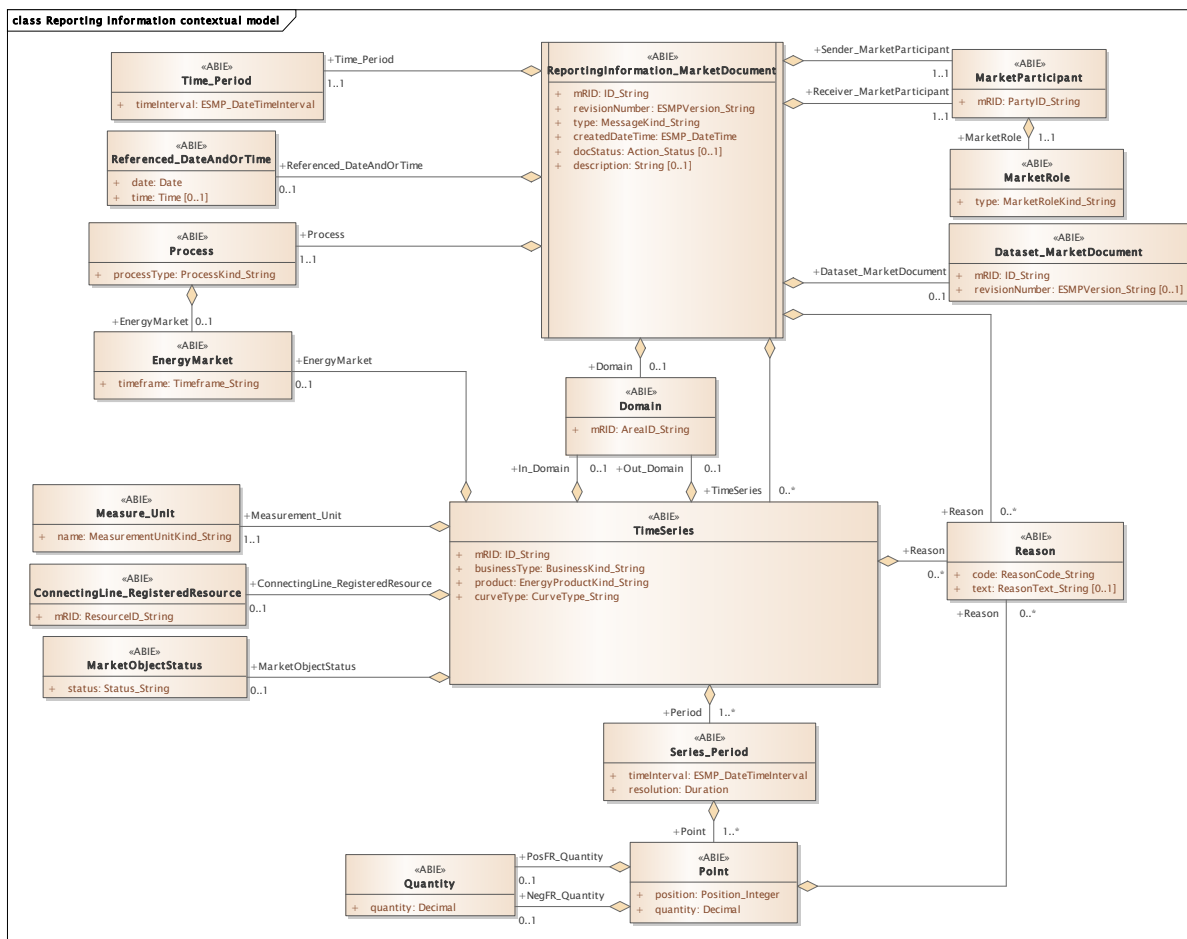 class Reporting information contextual model
«ABIE»
Time_Period
+ timeInterval: ESMP_DateTimeInterval
+Time_Period
1..1
«ABIE»
ReportingInformation_MarketDocument
+ mRID: ID_String
+ revisionNumber: ESMPVersion_String
+ type: MessageKind_String
+ createdDateTime: ESMP_DateTime
+ docStatus: Action_Status [0..1]
+ description: String [0..1]
+Sender_MarketParticipant
1..1
+Receiver_MarketParticipant
1..1
«ABIE»
MarketParticipant
+ mRID: PartyID_String
+MarketRole
1..1
«ABIE»
MarketRole
+ type: MarketRoleKind_String
«ABIE»
Referenced_DateAndOrTime
+ date: Date
+ time: Time [0..1]
+Referenced_DateAndOrTime
0..1
«ABIE»
Process
+ processType: ProcessKind_String
+Process
1..1
«ABIE»
Dataset_MarketDocument
+ mRID: ID_String
+ revisionNumber: ESMPVersion_String [0..1]
+Dataset_MarketDocument
0..1
+EnergyMarket 0..1
«ABIE»
EnergyMarket
+ timeframe: Timeframe_String
+EnergyMarket
0..1
+Domain 0..1
«ABIE»
Domain
+ mRID: AreaID_String
+In_Domain 0..1
+Out_Domain 0..1
+TimeSeries 0..*
«ABIE»
Measure_Unit
+ name: MeasurementUnitKind_String
+Measurement_Unit
1..1
«ABIE»
TimeSeries
+ mRID: ID_String
+ businessType: BusinessKind_String
+ product: EnergyProductKind_String
+ curveType: CurveType_String
+Reason 0..*
+Reason
0..*
«ABIE»
Reason
+ code: ReasonCode_String
+ text: ReasonText_String [0..1]
+Reason 0..*
«ABIE»
ConnectingLine_RegisteredResource
+ mRID: ResourceID_String
+ConnectingLine_RegisteredResource
0..1
«ABIE»
MarketObjectStatus
+ status: Status_String
+MarketObjectStatus
0..1
+Period 1..*
«ABIE»
Series_Period
+ timeInterval: ESMP_DateTimeInterval
+ resolution: Duration
+Point 1..*
«ABIE»
Quantity
+ quantity: Decimal
+PosFR_Quantity
0..1
+NegFR_Quantity
0..1
«ABIE»
Point
+ position: Position_Integer
+ quantity: Decimal